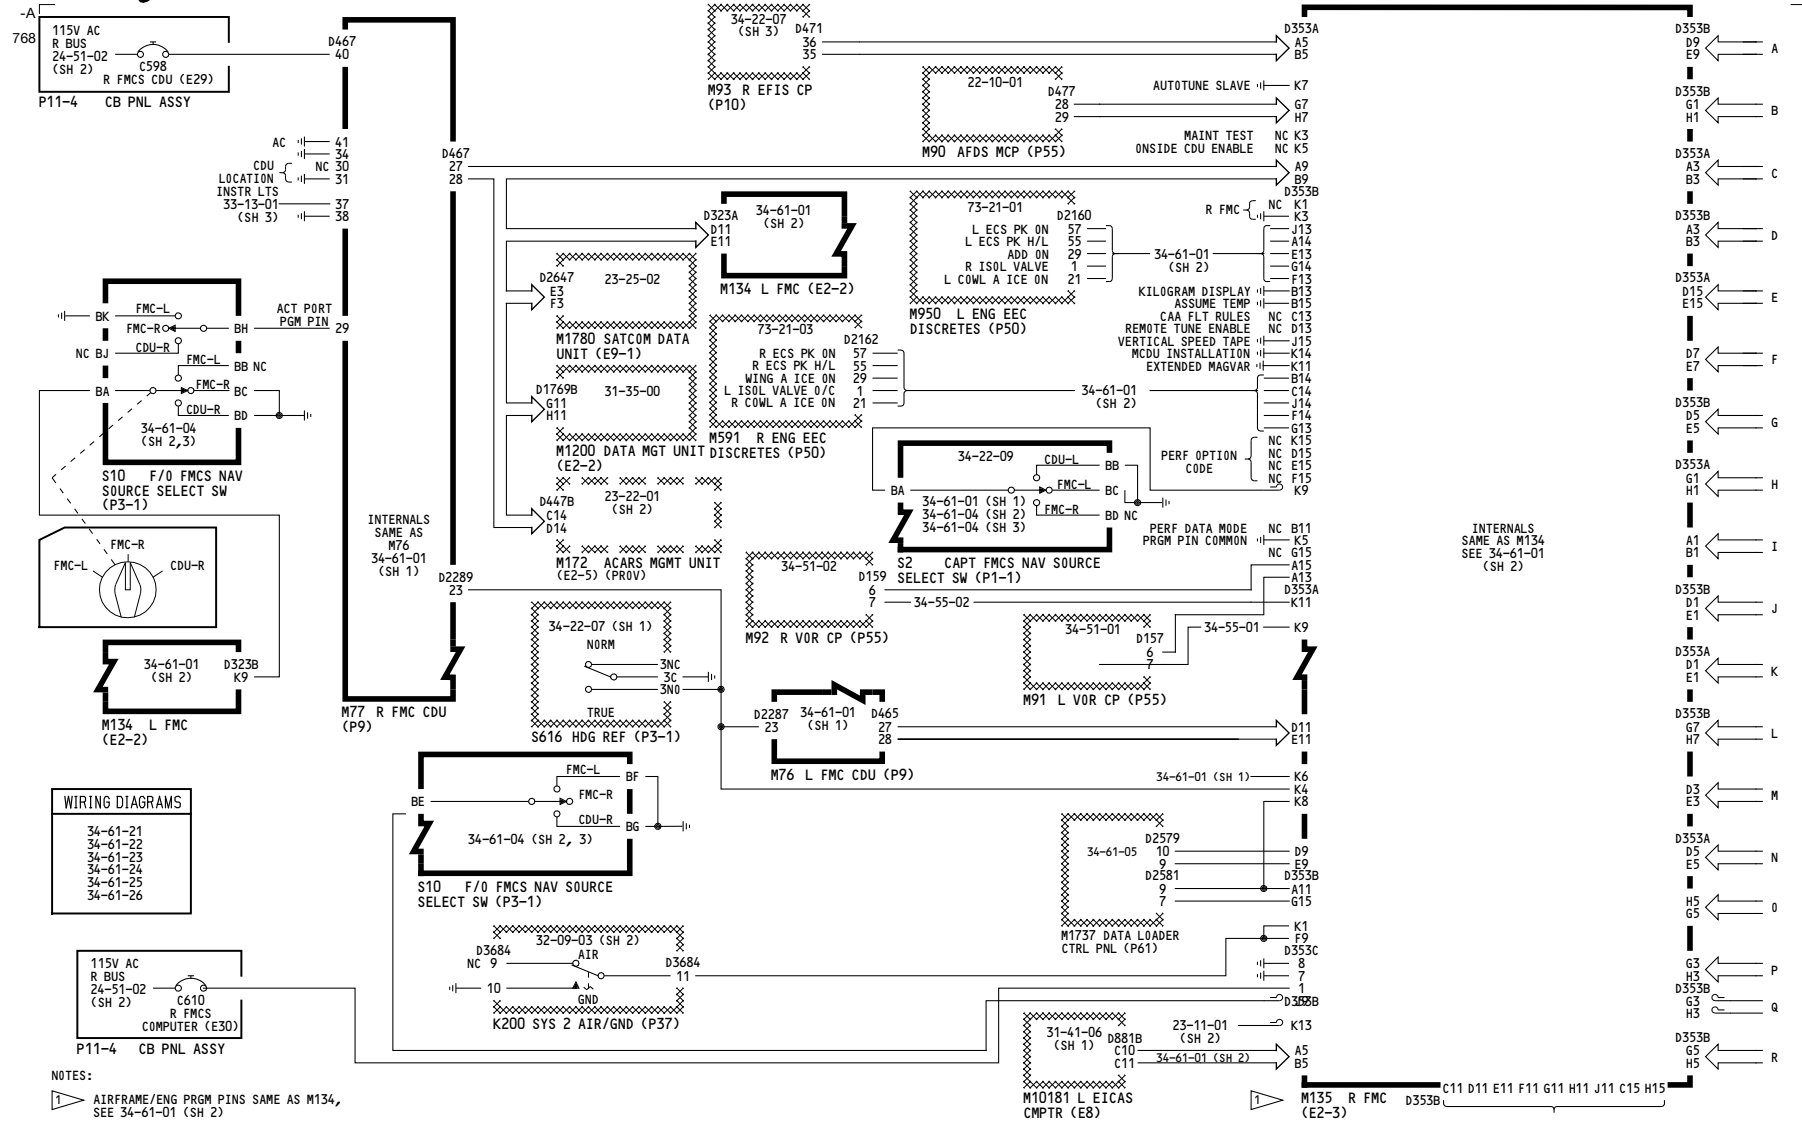 -A
768
115V AC
R BUS
24-51-02
(SH 2)
C598
R FMCS CDU (E29)
P11-4 CB PNL ASSY
D467
40
AC
41
34
CDU
LOCATION
NC 30
31
INSTR LTS
33-13-01
(SH 3)
37
38
D467
27
28
ACT PORT
PGM PIN
29
BK
FMC-L
FMC-R
BH
NC BJ
CDU-R
FMC-L
BB NC
BA
FMC-R
BC
CDU-R
BD
34-61-04
(SH 2,3)
S10 F/O FMCS NAV
SOURCE SELECT SW
(P3-1)
FMC-R
FMC-L
CDU-R
34-61-01
(SH 2)
D323B
K9
M134 L FMC
(E2-2)
INTERNALS
SAME AS
M76
34-61-01
(SH 1)
D2289
23
M77 R FMC CDU
(P9)
WIRING DIAGRAMS
34-61-21
34-61-22
34-61-23
34-61-24
34-61-25
34-61-26
115V AC
R BUS
24-51-02
(SH 2)
C610
R FMCS
COMPUTER (E30)
P11-4 CB PNL ASSY
NOTES:
1 AIRFRAME/ENG PRGM PINS SAME AS M134,
SEE 34-61-01 (SH 2)
34-22-07
(SH 3)
D471
36
35
M93 R EFIS CP
(P10)
22-10-01
D477
28
29
M90 AFDS MCP (P55)
D323A
D11
E11
34-61-01
(SH 2)
M134 L FMC (E2-2)
D2647
E3
F3
23-25-02
M1780 SATCOM DATA
UNIT (E9-1)
D1769B
G11
H11
31-35-00
M1200 DATA MGT UNIT
(E2-2)
D447B
C14
D14
23-22-01
(SH 2)
M172 ACARS MGMT UNIT
(E2-5) (PROV)
73-21-01
D2160
L ECS PK ON 57
L ECS PK H/L 55
ADD ON 29
R ISOL VALVE 1
L COWL A ICE ON 21
M950 L ENG EEC
DISCRETES (P50)
34-61-01
(SH 2)
73-21-03
D2162
R ECS PK ON 57
R ECS PK H/L 55
WING A ICE ON 29
L ISOL VALVE O/C 1
R COWL A ICE ON 21
M591 R ENG EEC
DISCRETES (P50)
34-61-01
(SH 2)
34-22-09
CDU-L
BB
BA
FMC-L
BC
FMC-R
BD NC
34-61-01 (SH 1)
34-61-04 (SH 2)
34-61-04 (SH 3)
S2 CAPT FMCS NAV SOURCE
SELECT SW (P1-1)
34-51-02
D159
6
7
34-55-02
M92 R VOR CP (P55)
34-51-01
D157
6
7
34-55-01
M91 L VOR CP (P55)
34-22-07 (SH 1)
NORM
3NC
3C
3NO
TRUE
S616 HDG REF (P3-1)
D2287
23
34-61-01
(SH 1)
D465
27
28
M76 L FMC CDU (P9)
BE
FMC-L
BF
FMC-R
CDU-R
BG
34-61-04 (SH 2, 3)
S10 F/O FMCS NAV SOURCE
SELECT SW (P3-1)
32-09-03 (SH 2)
D3684
NC 9
AIR
D3684
11
10
GND
K200 SYS 2 AIR/GND (P37)
34-61-05
D2579
10
9
D2581
9
7
M1737 DATA LOADER
CTRL PNL (P61)
31-41-06
(SH 1)
D881B
C10
C11
23-11-01
(SH 2)
34-61-01 (SH 2)
M10181 L EICAS
CMPTR (E8)
D353A
A5
B5
AUTOTUNE SLAVE K7
G7
H7
MAINT TEST NC K3
ONSIDE CDU ENABLE NC K5
A9
B9
D353B
R FMC
NC K1
K3
J13
A14
E13
G14
F13
KILOGRAM DISPLAY B13
ASSUME TEMP B15
CAA FLT RULES NC C13
REMOTE TUNE ENABLE NC D13
VERTICAL SPEED TAPE J15
MCDU INSTALLATION K14
EXTENDED MAGVAR K11
B14
C14
J14
F14
G13
PERF OPTION
CODE
NC K15
NC D15
NC E15
NC F15
K9
PERF DATA MODE NC B11
PRGM PIN COMMON K5
NC G15
A15
A13
D353A
K11
K9
D11
E11
34-61-01 (SH 1) K6
K4
K8
D9
E9
D353B
A11
G15
K1
F9
D353C
8
7
1
D353B
K13
A5
B5
1
M135 R FMC
(E2-3)
INTERNALS
SAME AS M134
SEE 34-61-01
(SH 2)
D353B
D9
E9
A
D353B
G1
H1
B
D353A
A3
B3
C
D353B
A3
B3
D
D353A
D15
E15
E
D7
E7
F
D353B
D5
E5
G
D353A
G1
H1
H
A1
B1
I
D353B
D1
E1
J
D353A
D1
E1
K
D353B
G7
H7
L
D3
E3
M
D353A
D5
E5
N
H5
G5
O
G3
H3
P
D353B
G3
H3
Q
D353B
G5
H5
R
D353B
C11 D11 E11 F11 G11 H11 J11 C15 H15